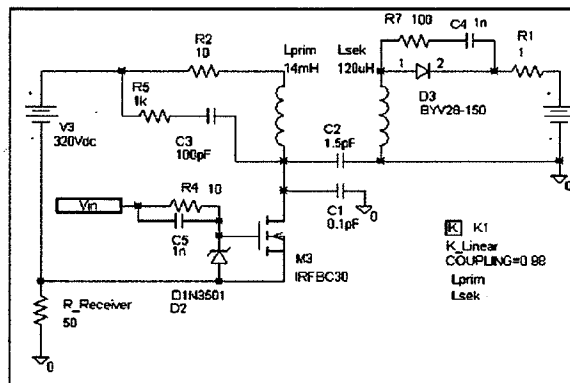 R7 100 C4 1n
R2
10
Lprim
14mH
Lsek
120uH
R1
1
1 2
D3
BYV28-150
R5
1k
C3
100pF
V3
320Vdc
C2
1.5pF
0
Vin
R4 10
C5
1n
C1
0.1pF
0
M3
IRFBC30
D1N3501
D2
R_Receiver
50
0
K K1
K_Linear
COUPLING=0.98
Lprim
Lsek